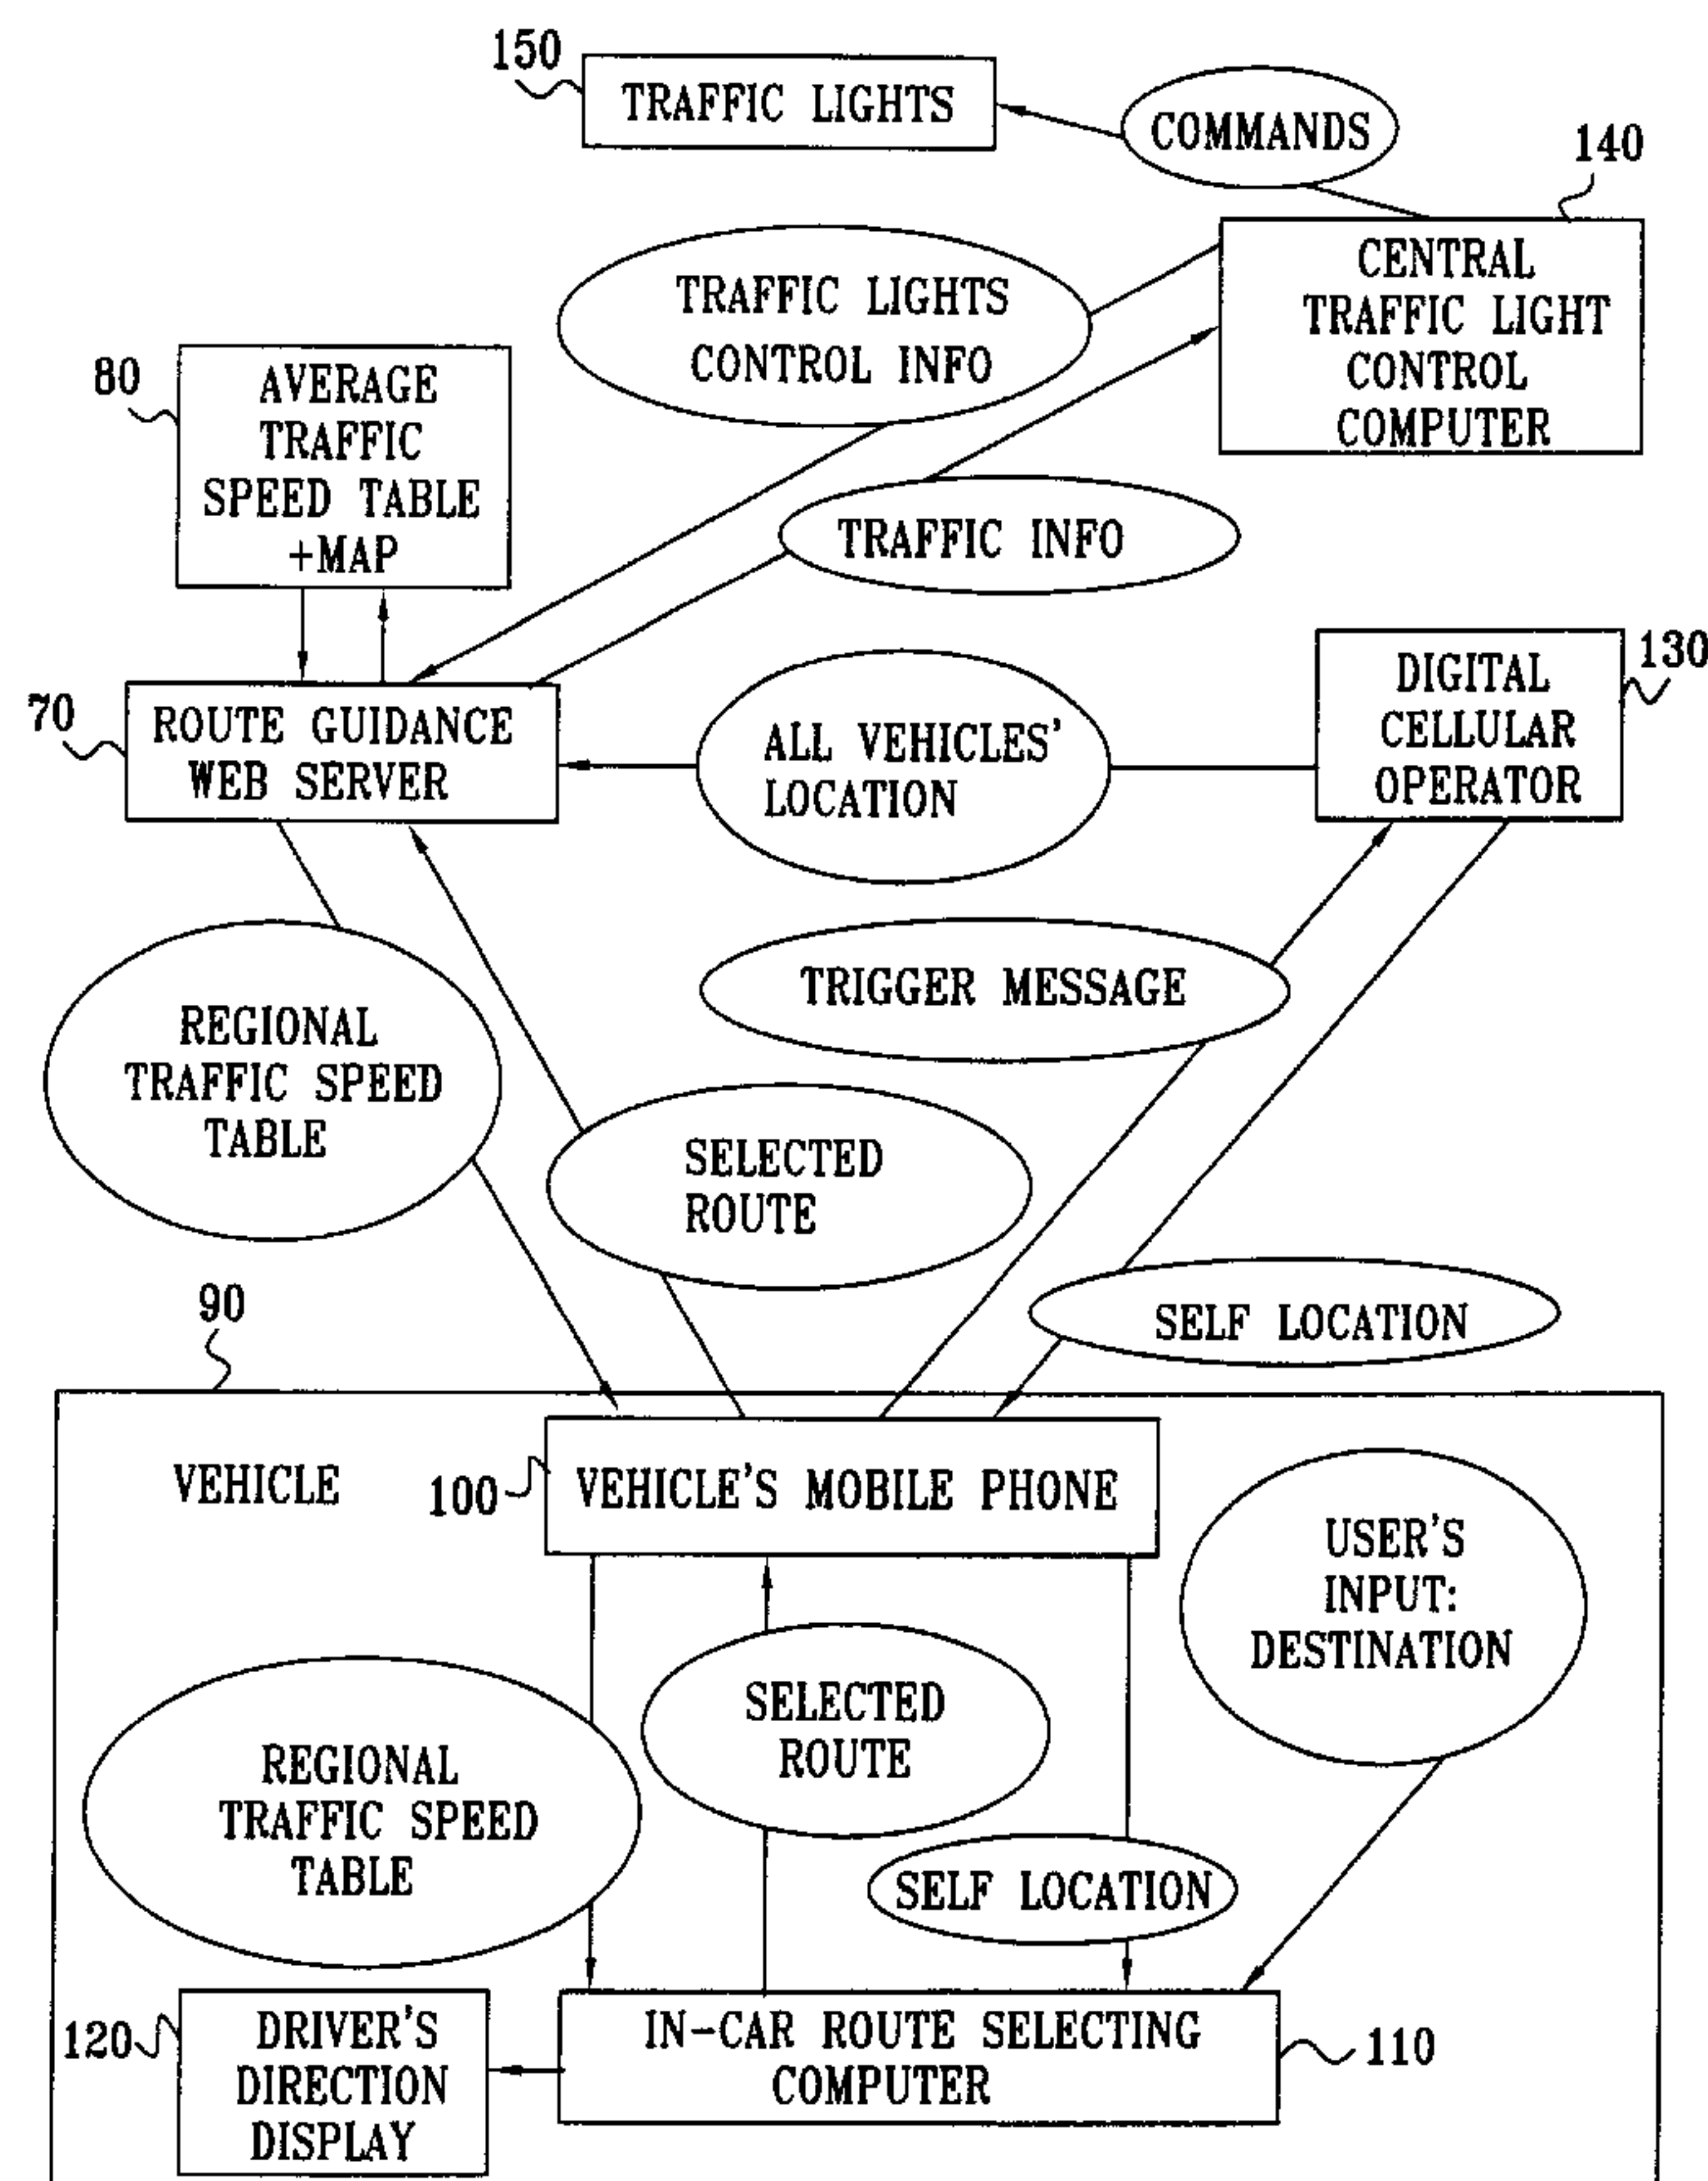 150
TRAFFIC LIGHTS
COMMANDS
140
CENTRAL
TRAFFIC LIGHT
CONTROL
COMPUTER
TRAFFIC LIGHTS
CONTROL INFO
80
AVERAGE
TRAFFIC
SPEED TABLE
+MAP
TRAFFIC INFO
130
DIGITAL
CELLULAR
OPERATOR
70
ROUTE GUIDANCE
WEB SERVER
ALL VEHICLES'
LOCATION
TRIGGER MESSAGE
REGIONAL
TRAFFIC SPEED
TABLE
SELECTED
ROUTE
90
SELF LOCATION
VEHICLE
100
VEHICLE'S MOBILE PHONE
USER'S
INPUT:
DESTINATION
SELECTED
ROUTE
REGIONAL
TRAFFIC SPEED
TABLE
SELF LOCATION
120
DRIVER'S
DIRECTION
DISPLAY
IN-CAR ROUTE SELECTING
COMPUTER
110